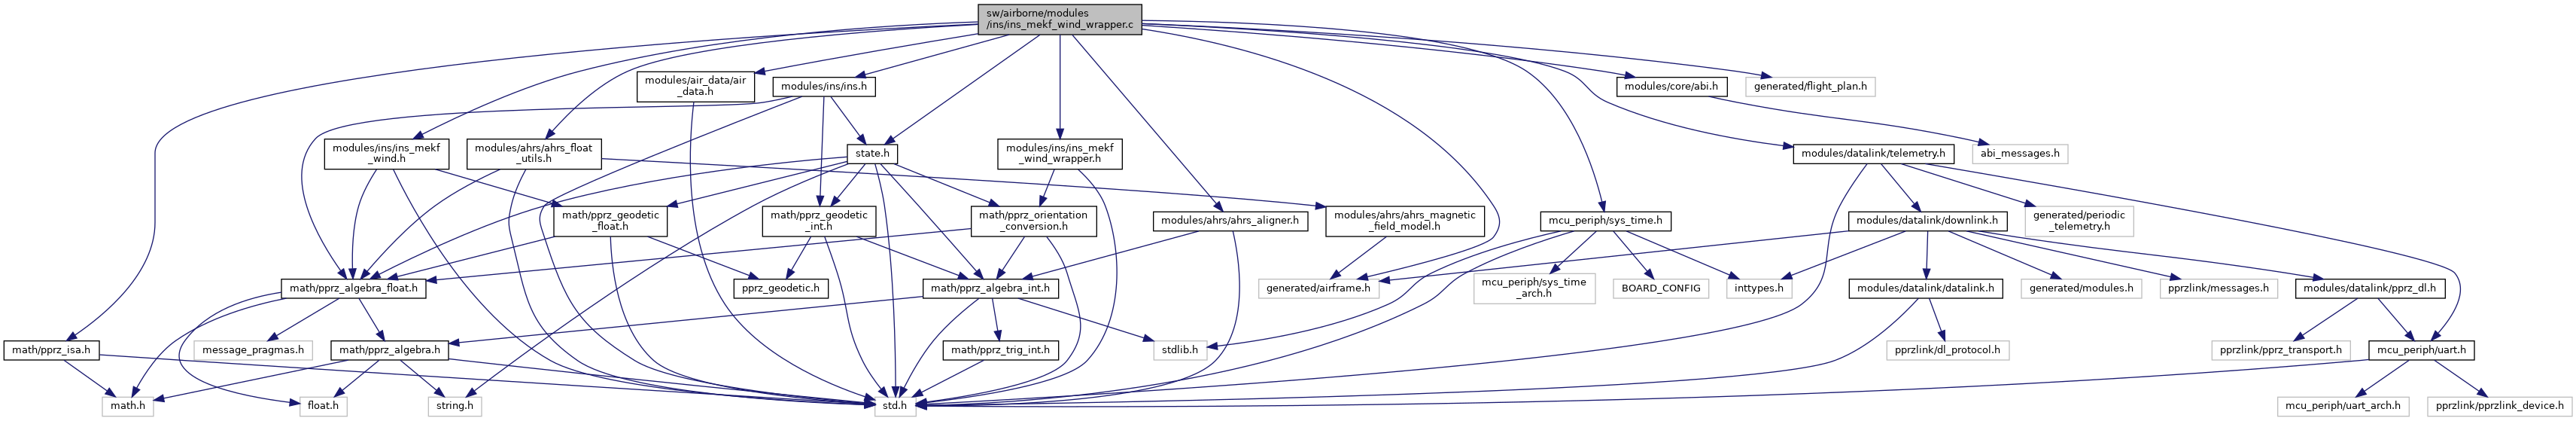 sw/airborne/modules
/ins/ins_mekf_wind_wrapper.c
modules/air_data/air
_data.h
modules/ins/ins.h
modules/core/abi.h
generated/flight_plan.h
modules/ins/ins_mekf
_wind.h
modules/ahrs/ahrs_float
_utils.h
state.h
modules/ins/ins_mekf
_wind_wrapper.h
modules/datalink/telemetry.h
abi_messages.h
math/pprz_geodetic
_float.h
math/pprz_geodetic
_int.h
math/pprz_orientation
_conversion.h
modules/ahrs/ahrs_aligner.h
modules/ahrs/ahrs_magnetic
_field_model.h
mcu_periph/sys_time.h
modules/datalink/downlink.h
generated/periodic
_telemetry.h
math/pprz_algebra_float.h
pprz_geodetic.h
math/pprz_algebra_int.h
generated/airframe.h
mcu_periph/sys_time
_arch.h
BOARD_CONFIG
inttypes.h
modules/datalink/datalink.h
generated/modules.h
pprzlink/messages.h
modules/datalink/pprz_dl.h
math/pprz_isa.h
message_pragmas.h
math/pprz_algebra.h
math/pprz_trig_int.h
stdlib.h
pprzlink/dl_protocol.h
pprzlink/pprz_transport.h
mcu_periph/uart.h
math.h
float.h
string.h
std.h
mcu_periph/uart_arch.h
pprzlink/pprzlink_device.h